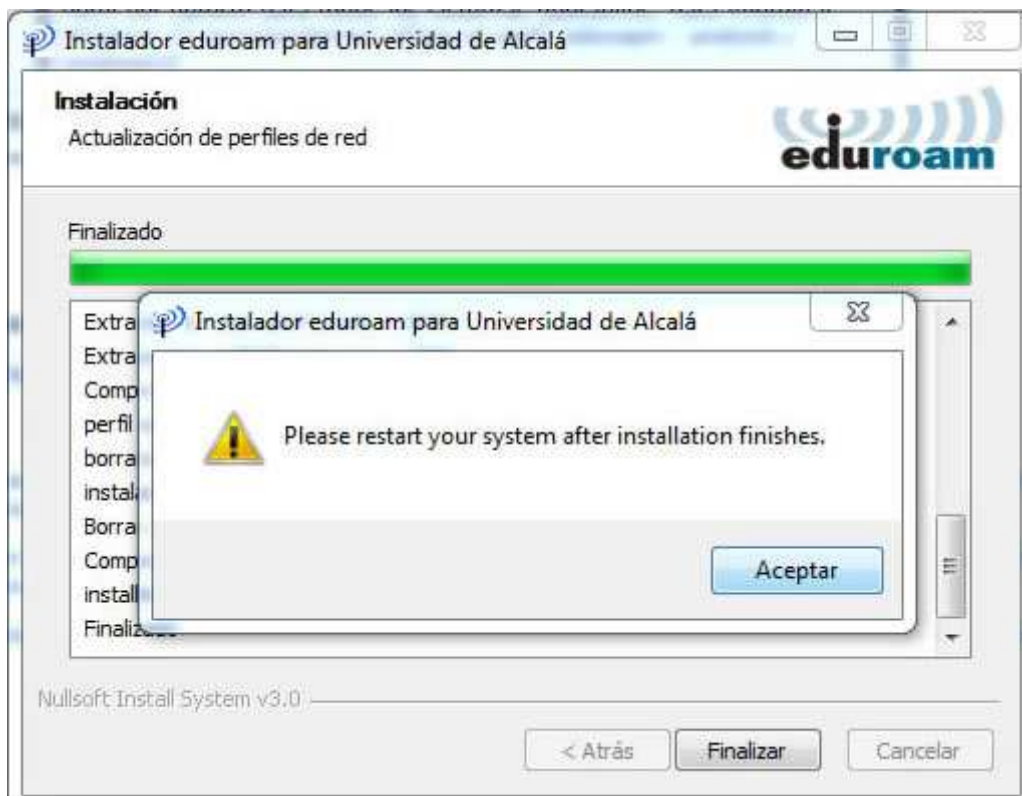 Instalador eduroam para Universidad de Alcalá
Instalación
Actualización de perfiles de red
eduroam
Finalizado
Extra
Instalador eduroam para Universidad de Alcalá
Extra
Comp
perfil
Please restart your system after installation finishes.
borra
instala
Borra
Comp
Aceptar
install
Finalizado
Nullsoft Install System v3.0
< Atrás
Finalizar
Cancelar